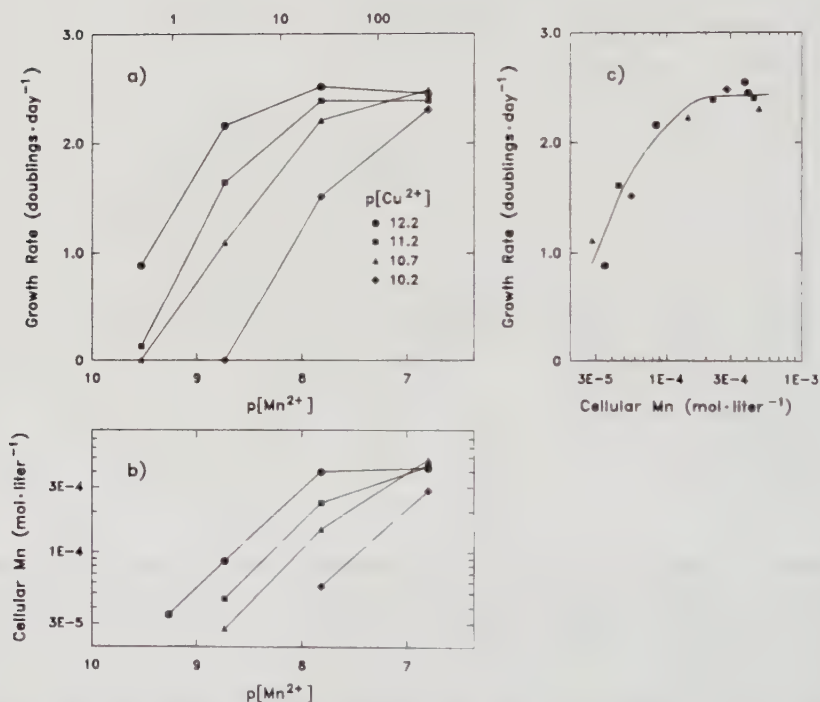 1 3 10 30 100
a)
3.0
2.0
1.0
0
Growth Rate (doublings·day⁻¹)
p[Cu²⁺]
12.2
11.2
10.7
10.2
10 9 8 7
p[Mn²⁺]
c)
3.0
2.0
1.0
0
Growth Rate (doublings·day⁻¹)
3E-5 1E-4 3E-4 1E-3
Cellular Mn (mol·liter⁻¹)
b)
3E-4
1E-4
3E-5
Cellular Mn (mol·liter⁻¹)
10 9 8 7
p[Mn²⁺]